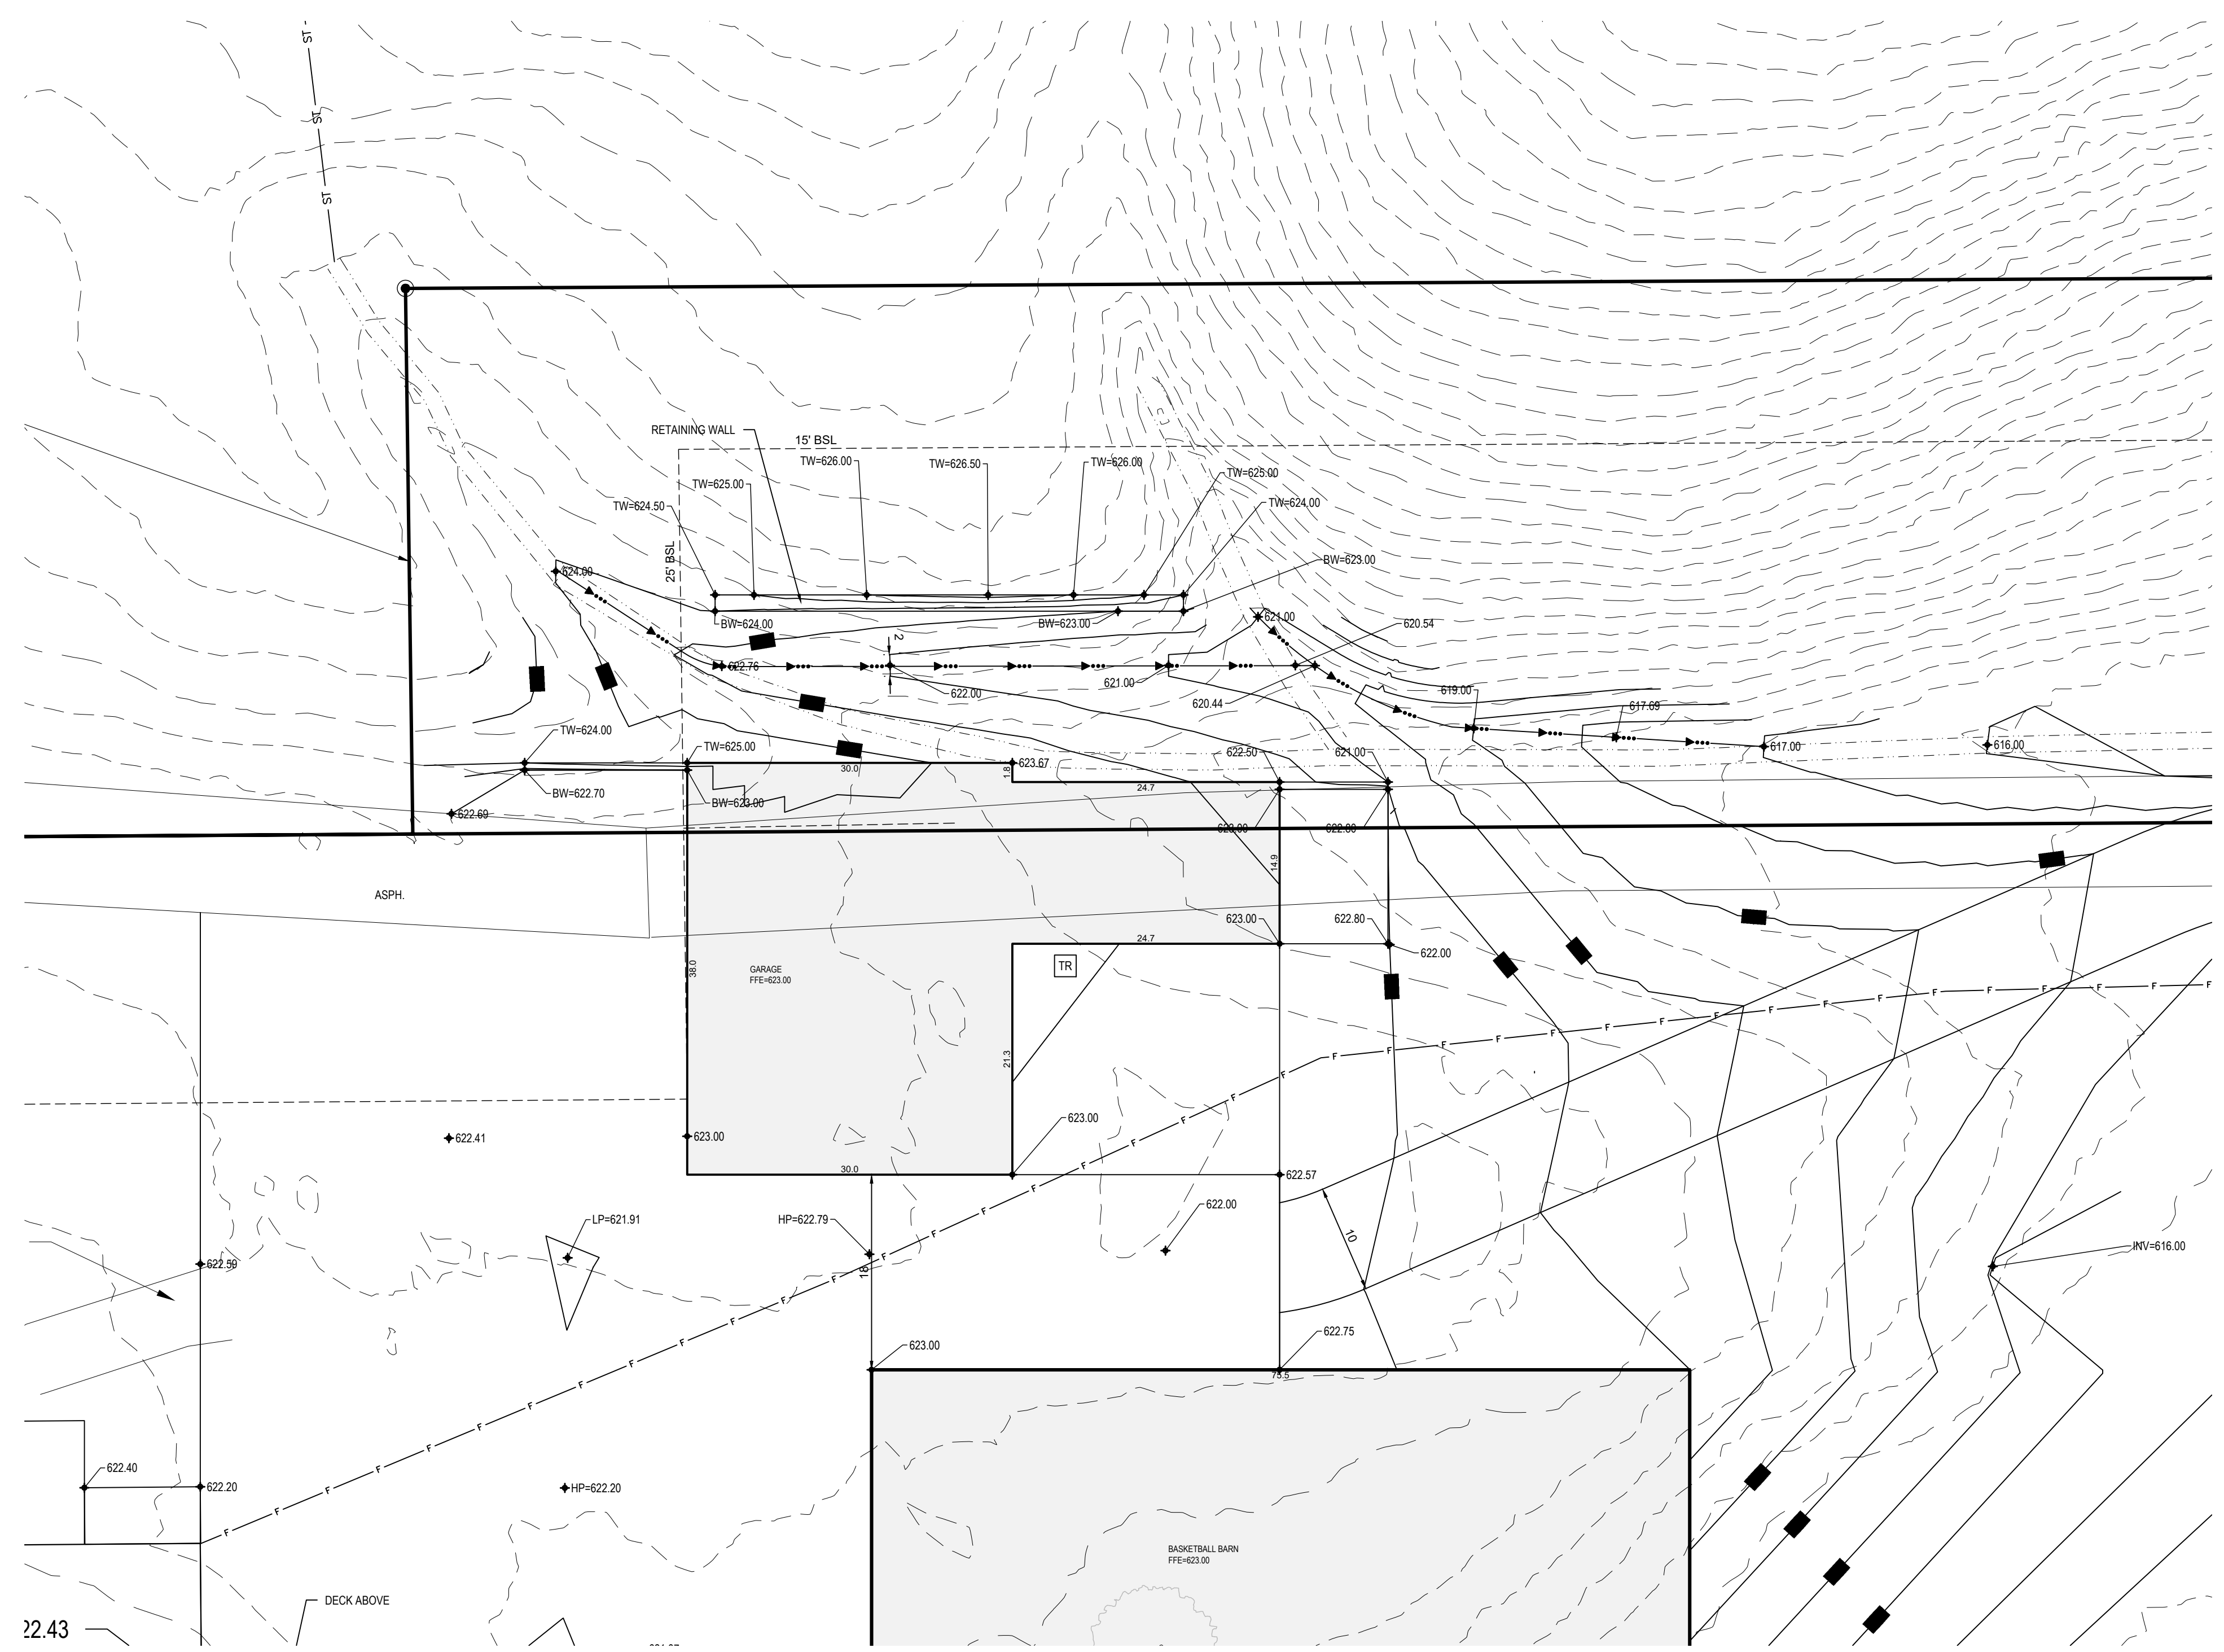 ST
ST
ST
15' BSL
RETAINING WALL
TW=626.00
TW=626.50
TW=626.00
TW=625.00
TW=625.00
TW=624.50
TW=624.00
25' BSL
BW=623.00
624.00
BW=624.00
BW=623.00
621.00
620.54
2
622.76
622.00
621.00
620.44
619.00
617.69
TW=624.00
TW=625.00
623.67
622.50
621.00
617.00
616.00
30.0
1.8
24.7
BW=622.70
BW=623.00
622.69
623.00
622.80
14.9
ASPH.
623.00
622.80
622.00
24.7
TR
GARAGE
FFE=623.00
38.0
21.3
F F F F F F F F F F F F F F F F F
622.41
623.00
623.00
30.0
622.57
LP=621.91
HP=622.79
622.00
10
INV=616.00
622.59
18
623.00
622.75
75.5
622.40
622.20
HP=622.20
BASKETBALL BARN
FFE=623.00
DECK ABOVE
22.43